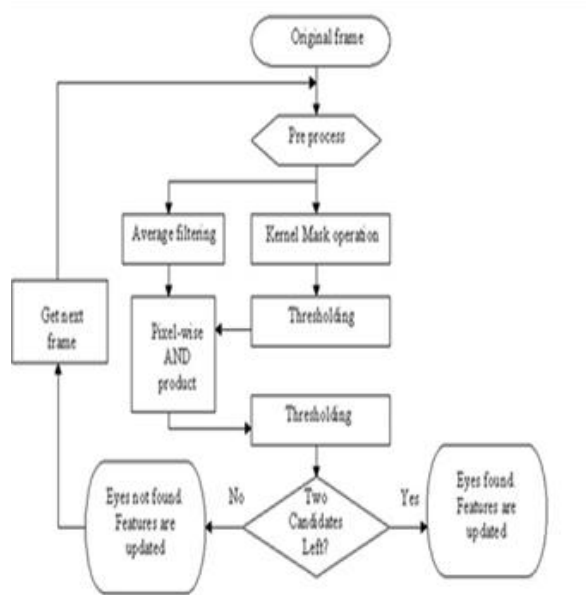 Original frame
Pre process
Average filtering
Kernel Mask operation
Get next
frame
Pixel-wise
AND
product
Thresholding
Thresholding
Eyes not found
Features are
updated
No
Two
Candidates
Left?
Yes
Eyes found
Features are
updated